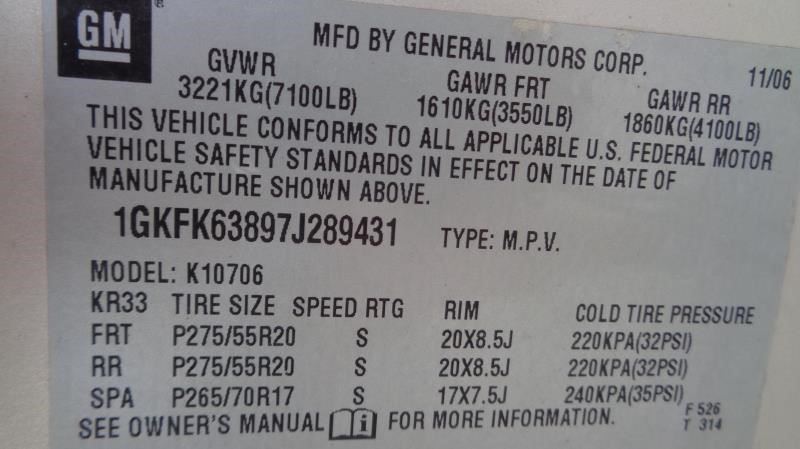 GM ®
MFD BY GENERAL MOTORS CORP. 11/06
GVWR GAWR FRT GAWR RR
3221KG(7100LB) 1610KG(3550LB) 1860KG(4100LB)
THIS VEHICLE CONFORMS TO ALL APPLICABLE U.S. FEDERAL MOTOR
VEHICLE SAFETY STANDARDS IN EFFECT ON THE DATE OF
MANUFACTURE SHOWN ABOVE.
1GKFK63897J289431 TYPE: M.P.V.
MODEL: K10706
KR33 TIRE SIZE SPEED RTG RIM COLD TIRE PRESSURE
FRT P275/55R20 S 20X8.5J 220KPA(32PSI)
RR P275/55R20 S 20X8.5J 220KPA(32PSI)
SPA P265/70R17 S 17X7.5J 240KPA(35PSI)
F 526
SEE OWNER'S MANUAL i FOR MORE INFORMATION. T 314